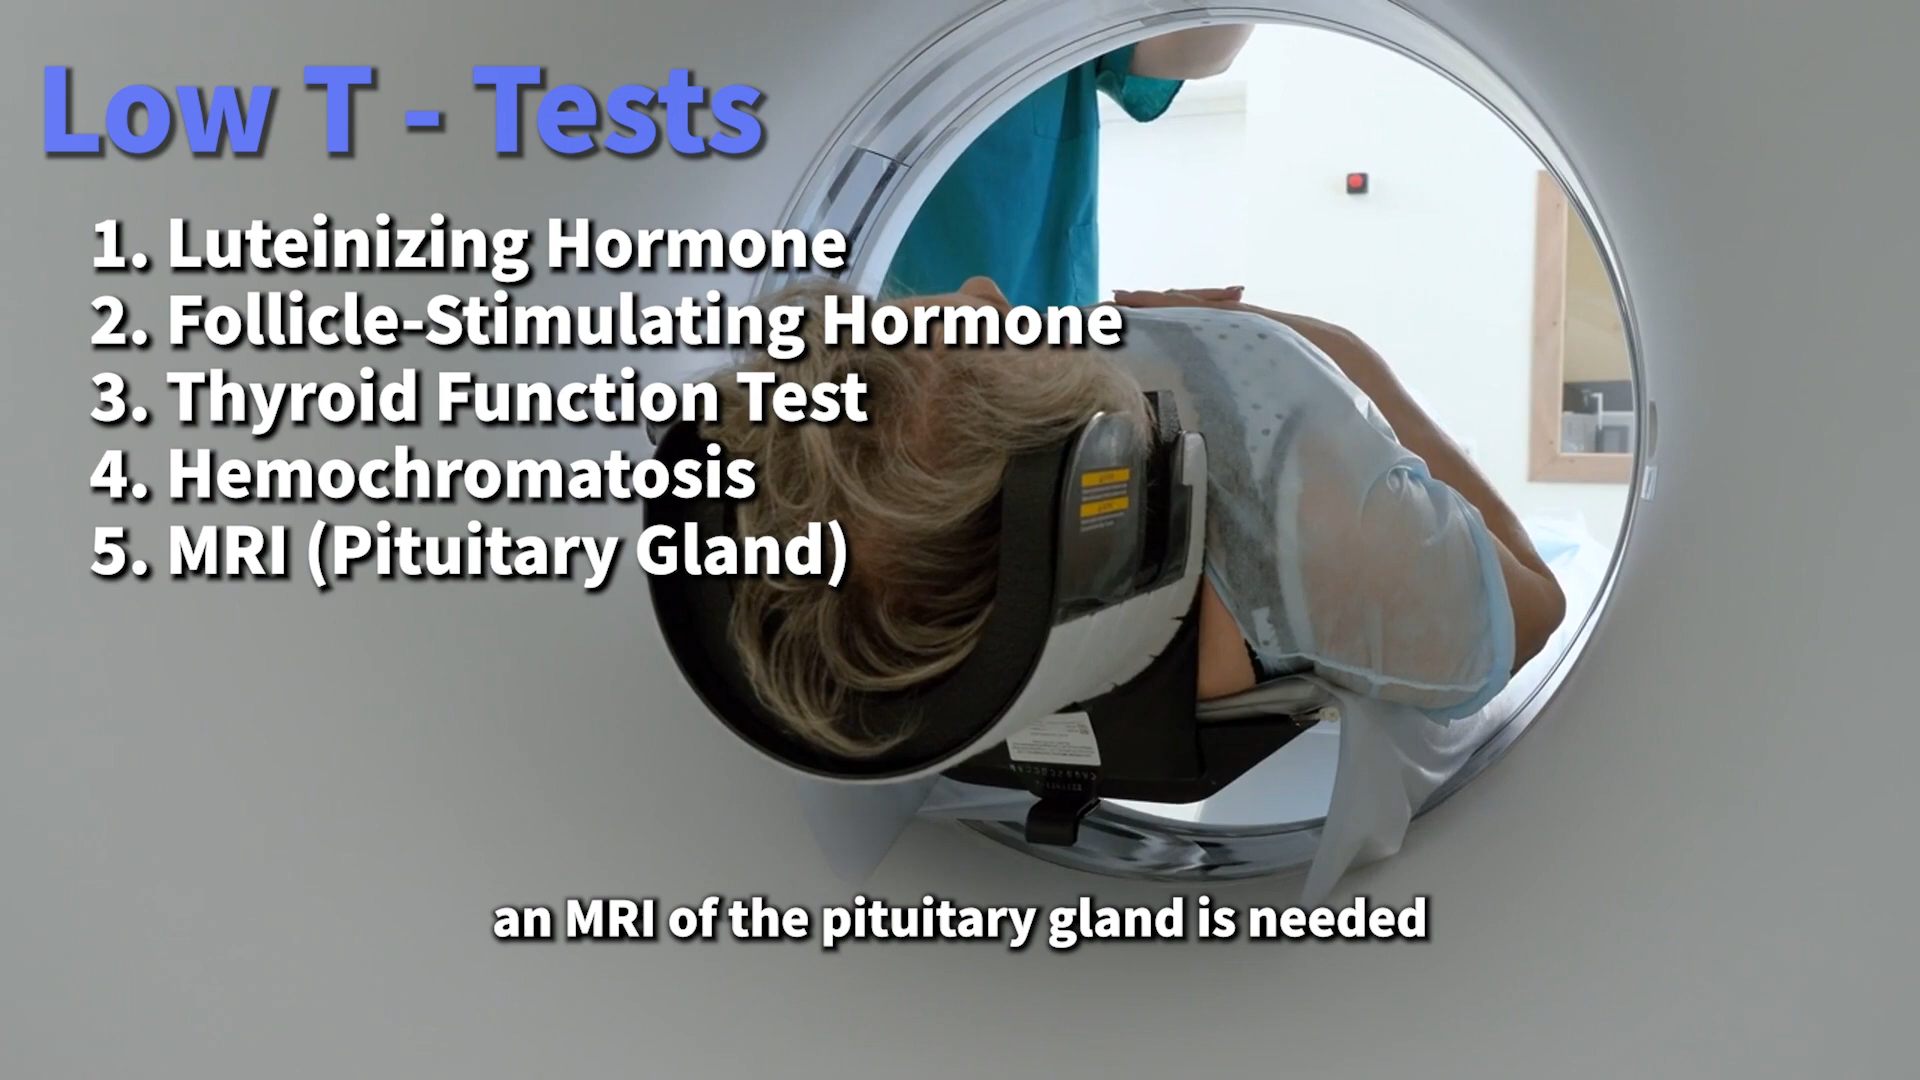 Low T - Tests
1. Luteinizing Hormone
2. Follicle-Stimulating Hormone
3. Thyroid Function Test
4. Hemochromatosis
5. MRI (Pituitary Gland)
an MRI of the pituitary gland is needed